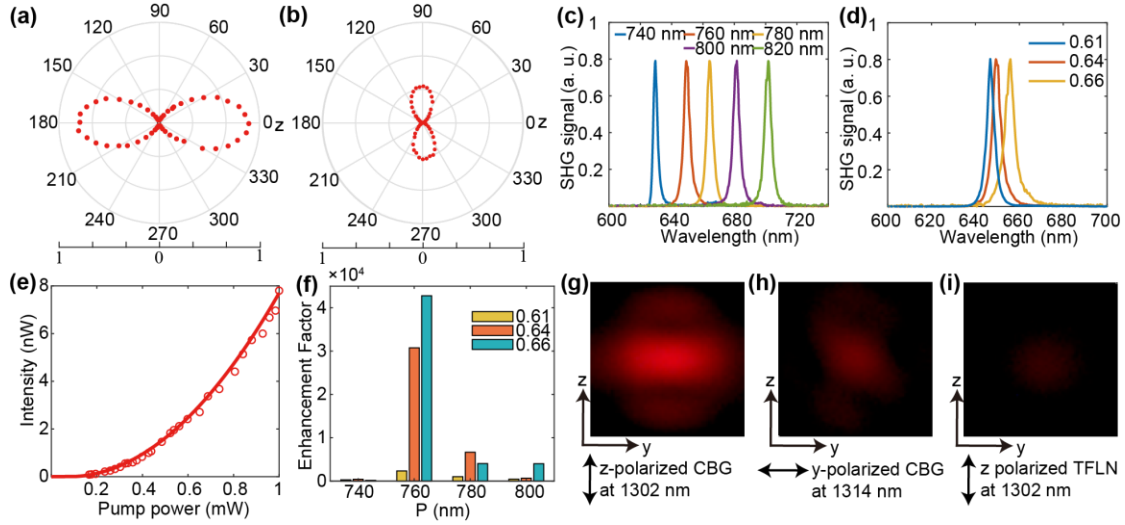 (a)
90
120
60
150
30
180
0
z
210
330
240
300
270
1
0
1
(b)
90
120
60
150
30
180
0
z
210
330
240
300
270
1
0
1
(c)
1
0.8
0.6
0.4
0.2
SHG signal (a. u.)
740 nm
760 nm
780 nm
800 nm
820 nm
600
640
680
720
Wavelength (nm)
(d)
1
0.8
0.6
0.4
0.2
SHG signal (a. u.)
0.61
0.64
0.66
600
620
640
660
680
700
Wavelength (nm)
(e)
8
6
4
2
0
Intensity (nW)
0.2
0.4
0.6
0.8
1
Pump power (mW)
(f)
×10⁴
4
3
2
1
0
Enhancement Factor
0.61
0.64
0.66
740
760
780
800
P (nm)
(g)
z
y
z-polarized CBG
at 1302 nm
(h)
z
y
y-polarized CBG
at 1314 nm
(i)
z
y
z polarized TFLN
at 1302 nm